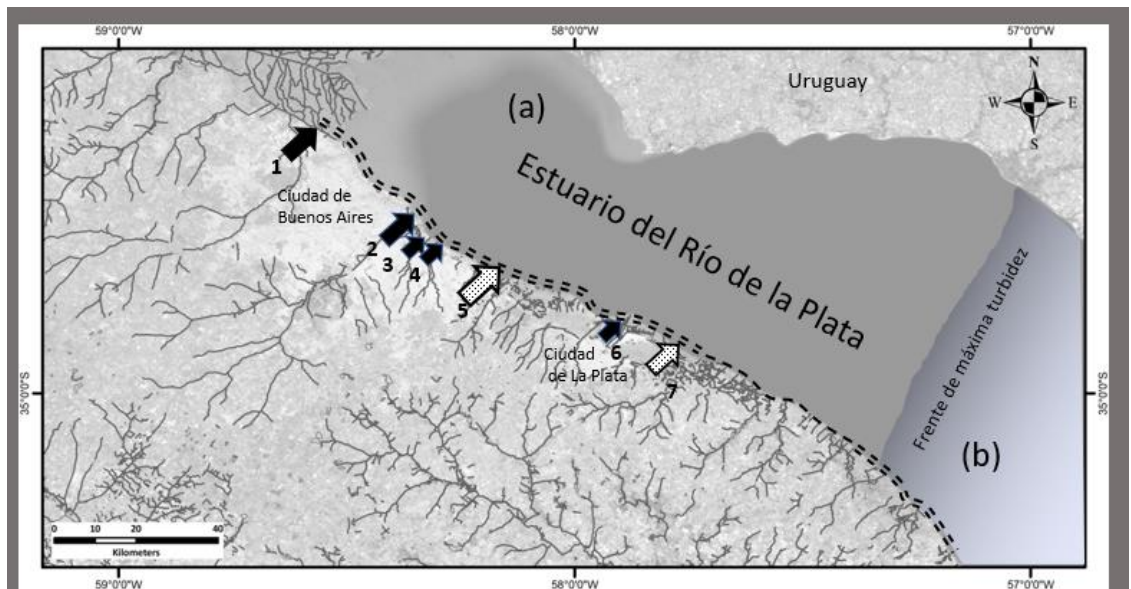 59°0'0"W
58°0'0"W
57°0'0"W
Uruguay
N
W
E
S
(a)
Estuario del Río de la Plata
1
Ciudad de
Buenos Aires
2
3
4
5
6
Ciudad
de La Plata
7
35°0'0"S
35°0'0"S
Frente de máxima turbidez
(b)
0
10
20
40
Kilometers
59°0'0"W
58°0'0"W
57°0'0"W